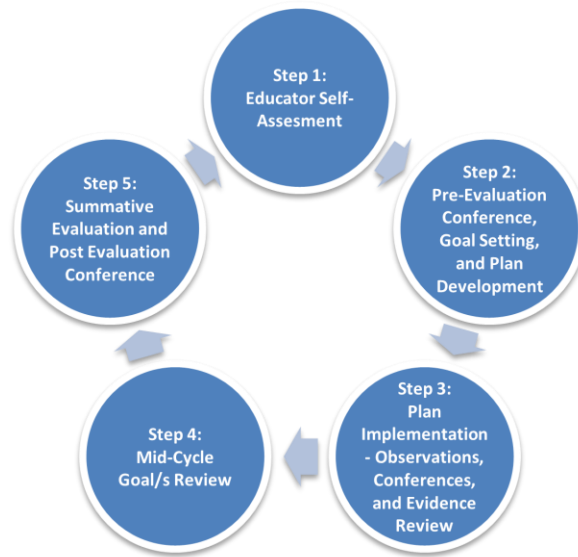 Step 1:
Educator Self-
Assesment
Step 2:
Pre-Evaluation
Conference,
Goal Setting,
and Plan
Development
Step 3:
Plan
Implementation
- Observations,
Conferences,
and Evidence
Review
Step 4:
Mid-Cycle
Goal/s Review
Step 5:
Summative
Evaluation and
Post Evaluation
Conference